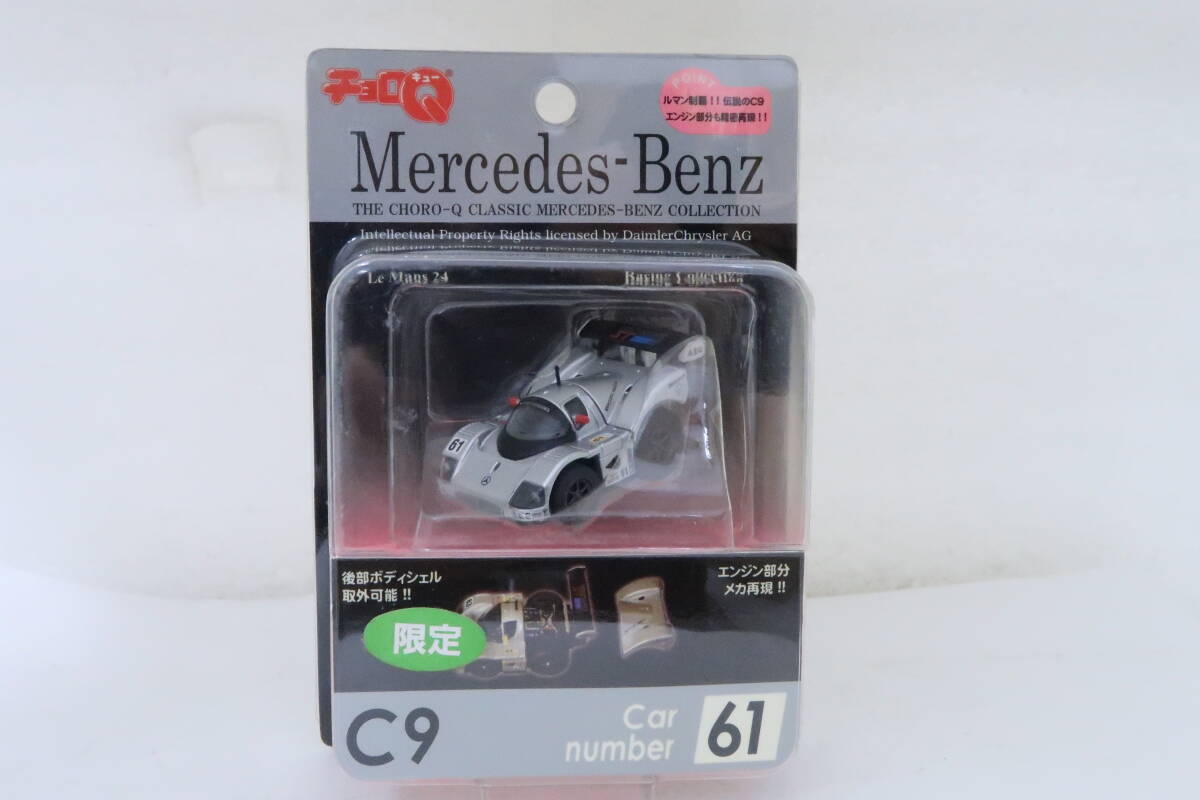 チョロQ
キュー
POINT
ルマン制覇!! 伝説のC9
エンジン部分も精密再現!!
Mercedes-Benz
THE CHORO-Q CLASSIC MERCEDES-BENZ COLLECTION
Intellectual Property Rights licensed by DaimlerChrysler AG
Le Mans 24
Racing Collection
61
後部ボディシェル
取外可能!!
エンジン部分
メカ再現!!
限定
C9
Car
number
61